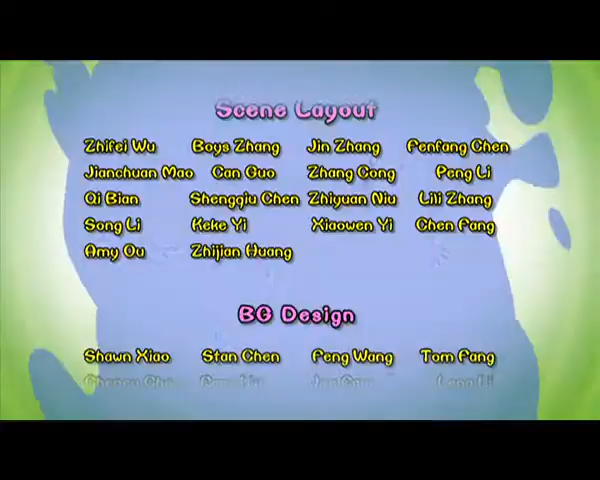 Scene Layout
Zhifei Wu Boys Zhang Jin Zhang Fenfang Chen
Jianchuan Mao Can Guo Zhang Cong Peng Li
Qi Bian Shengqiu Chen Zhiyuan Niu Lili Zhang
Song Li Keke Yi Xiaowen Yi Chen Fang
Amy Ou Zhijian Huang
BG Design
Shawn Xiao Stan Chen Feng Wang Tom Fang